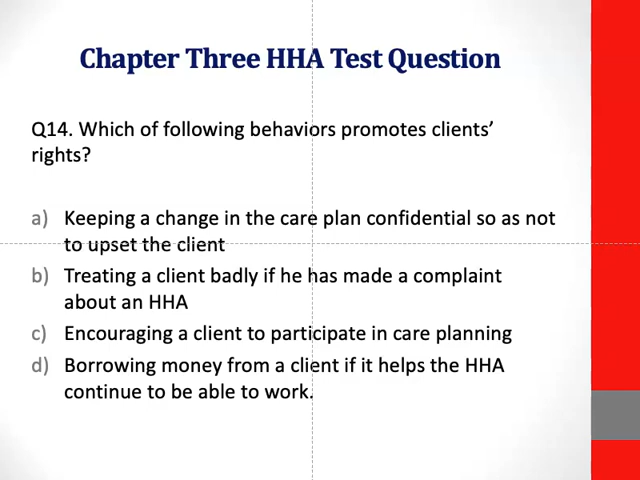 Chapter Three HHA Test Question
Q14. Which of following behaviors promotes clients'
rights?
a) Keeping a change in the care plan confidential so as not
to upset the client
b) Treating a client badly if he has made a complaint
about an HHA
c) Encouraging a client to participate in care planning
d) Borrowing money from a client if it helps the HHA
continue to be able to work.